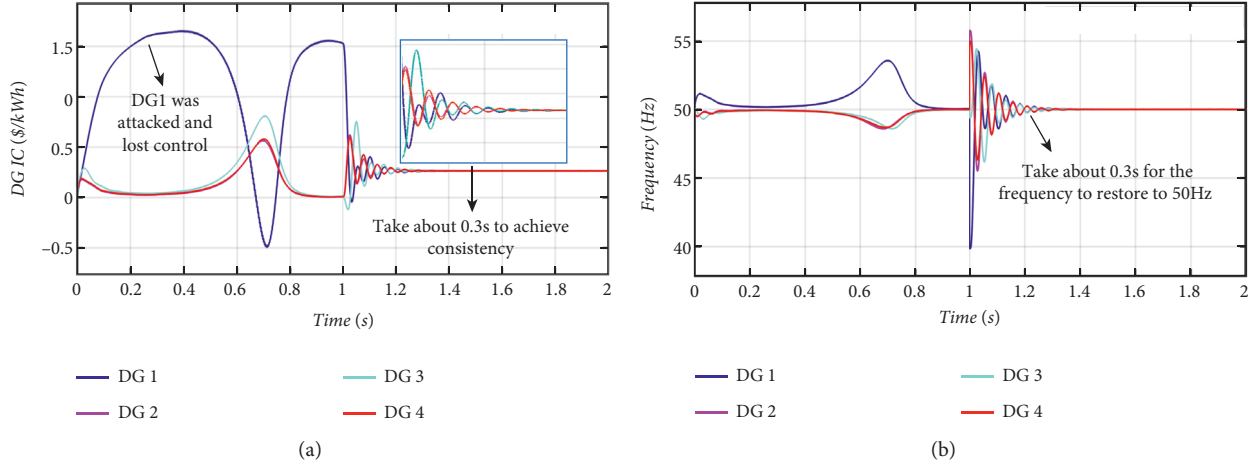 DG IC ($/kWh)
1.5
0
0.5
0
−0.5
DG1 was
attacked and
lost control
Take about 0.3s to achieve
consistency
0
0.2
0.4
0.6
0.8
1
1.2
1.4
1.6
1.8
2
Time (s)
DG 1
DG 3
DG 2
DG 4
(a)
Frequency (Hz)
55
50
45
40
Take about 0.3s for the
frequency to restore to 50Hz
0
0.2
0.4
0.6
0.8
1
1.2
1.4
1.6
1.8
2
Time (s)
DG 1
DG 3
DG 2
DG 4
(b)